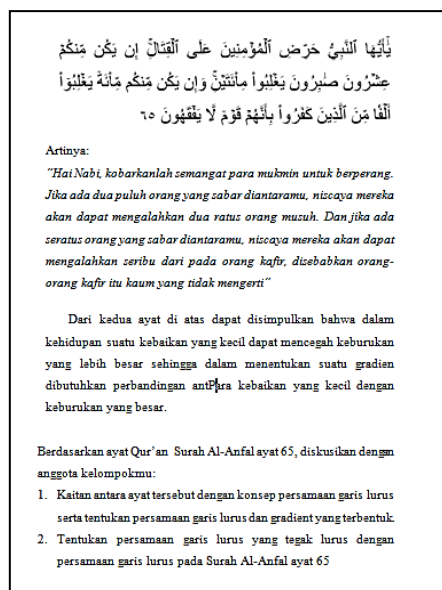 يَٰٓأَيُّهَا ٱلنَّبِيُّ حَرِّضِ ٱلْمُؤْمِنِينَ عَلَى ٱلْقِتَالِۚ إِن يَكُن مِّنكُمْ
عِشْرُونَ صَٰبِرُونَ يَغْلِبُواْ مِاْئَتَيْنِۚ وَإِن يَكُن مِّنكُم مِّاْئَةٌ يَغْلِبُوٓاْ
أَلْفًا مِّنَ ٱلَّذِينَ كَفَرُواْ بِأَنَّهُمْ قَوْمٌ لَّا يَفْقَهُونَ ٦٥
Artinya:
"Hai Nabi, kobarkanlah semangat para mukmin untuk berperang.
Jika ada dua puluh orang yang sabar diantaramu, niscaya mereka
akan dapat mengalahkan dua ratus orang musuh. Dan jika ada
seratus orang yang sabar diantaramu, niscaya mereka akan dapat
mengalahkan seribu dari pada orang kafir, disebabkan orang-
orang kafir itu kaum yang tidak mengerti"
Dari kedua ayat di atas dapat disimpulkan bahwa dalam
kehidupan suatu kebaikan yang kecil dapat mencegah keburukan
yang lebih besar sehingga dalam menentukan suatu gradien
dibutuhkan perbandingan antPara kebaikan yang kecil dengan
keburukan yang besar.
Berdasarkan ayat Qur'an Surah Al-Anfal ayat 65, diskusikan dengan
anggota kelompokmu:
1. Kaitan antara ayat tersebut dengan konsep persamaan garis lurus
serta tentukan persamaan garis lurus dan gradient yang terbentuk.
2. Tentukan persamaan garis lurus yang tegak lurus dengan
persamaan garis lurus pada Surah Al-Anfal ayat 65